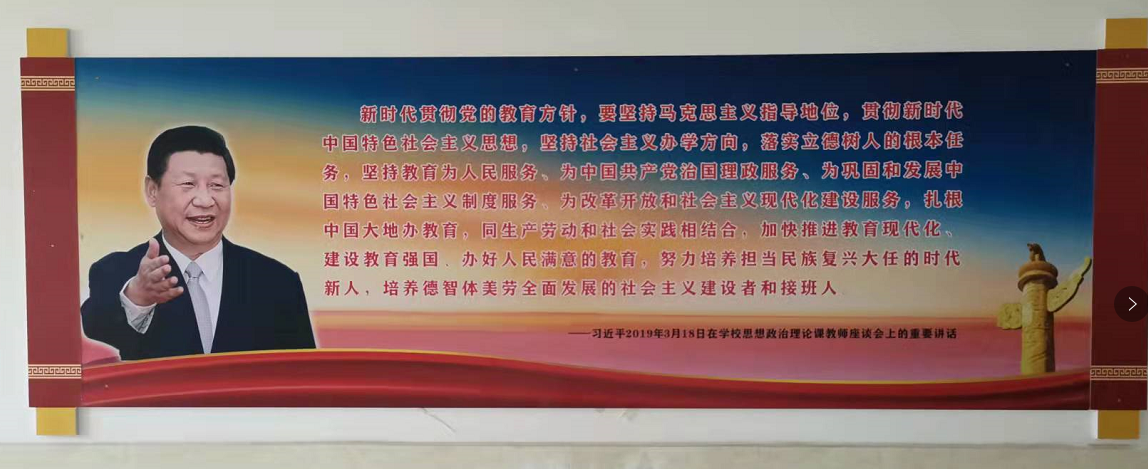 新时代贯彻党的教育方针，要坚持马克思主义指导地位，贯彻新时代
中国特色社会主义思想，坚持社会主义办学方向，落实立德树人的根本任
务，坚持教育为人民服务、为中国共产党治国理政服务、为巩固和发展中
国特色社会主义制度服务、为改革开放和社会主义现代化建设服务，扎根
中国大地办教育，同生产劳动和社会实践相结合，加快推进教育现代化、
建设教育强国、办好人民满意的教育，努力培养担当民族复兴大任的时代
新人，培养德智体美劳全面发展的社会主义建设者和接班人
——习近平2019年3月18日在学校思想政治理论课教师座谈会上的重要讲话